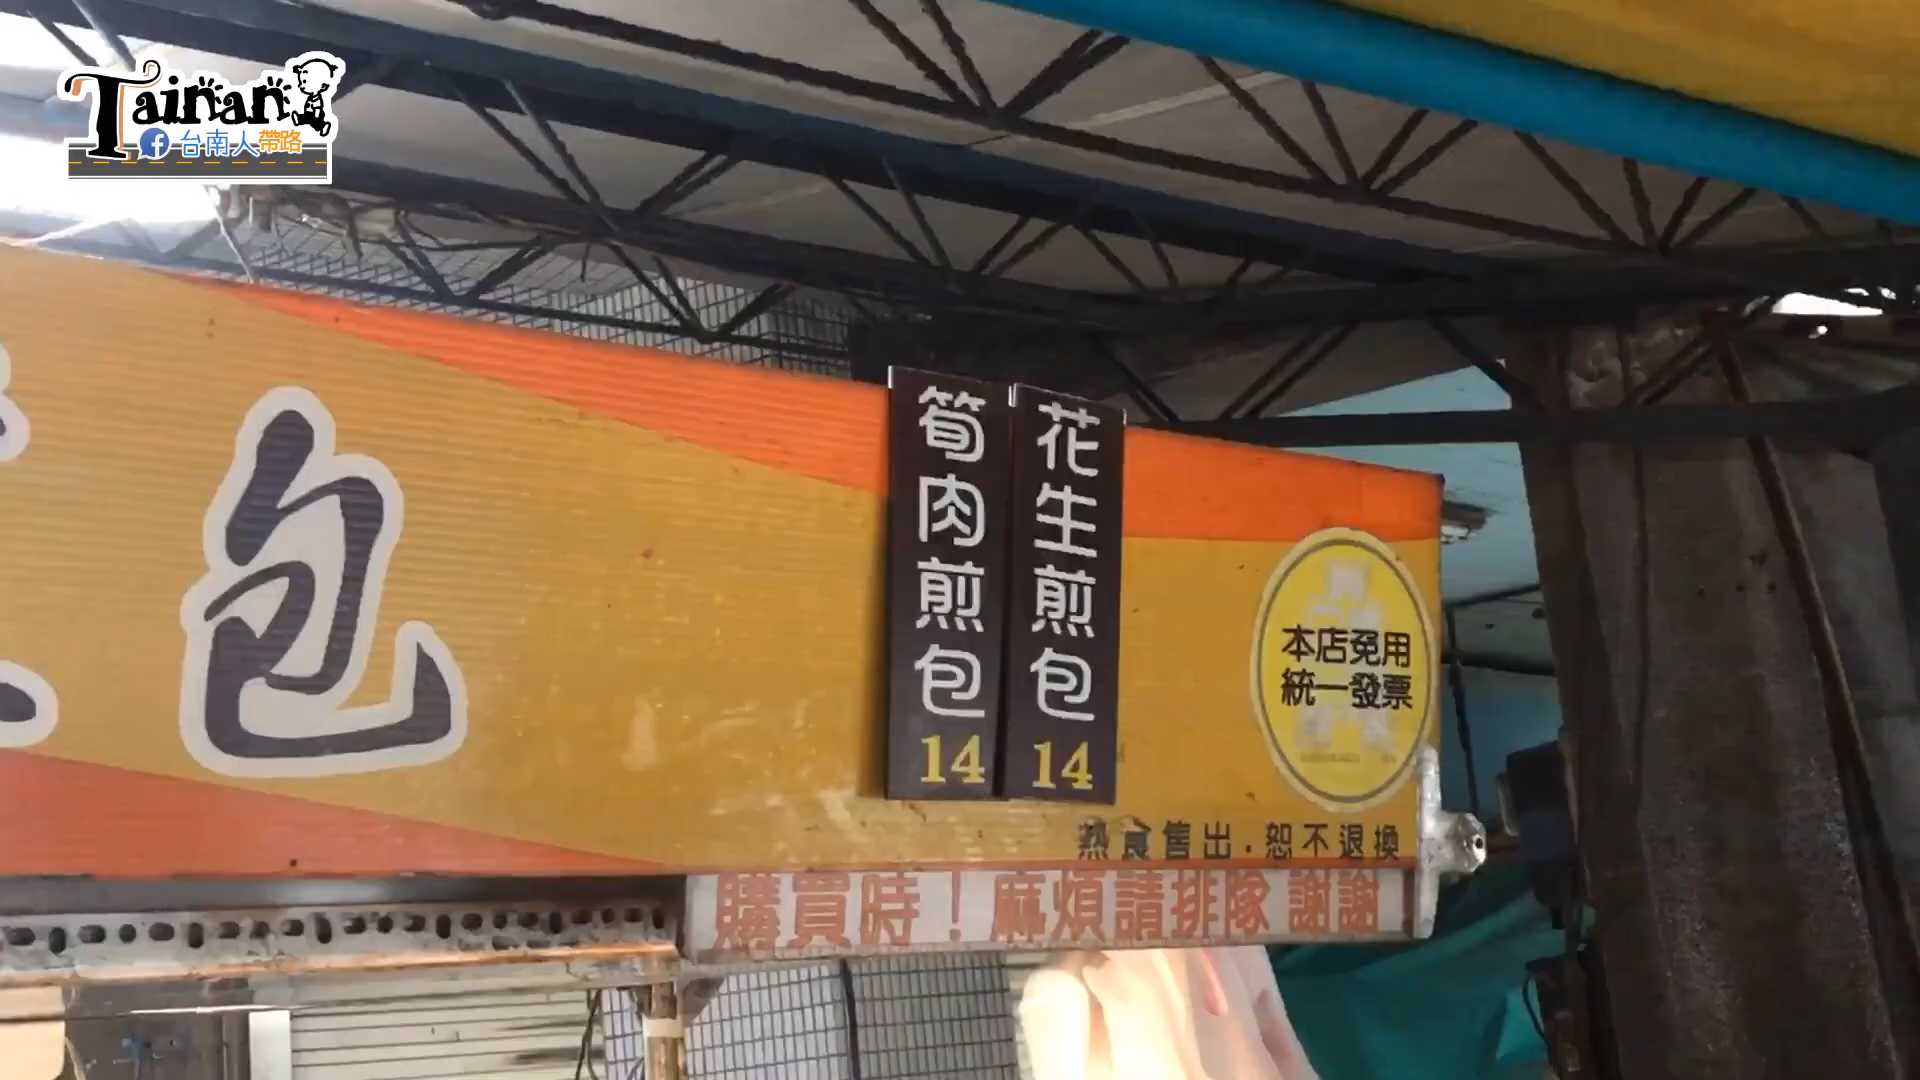 Tainan
台南人帶路
包
筍肉煎包
14
花生煎包
14
本店免用
統一發票
熱食售出·恕不退換
購買時!麻煩請排隊 謝謝